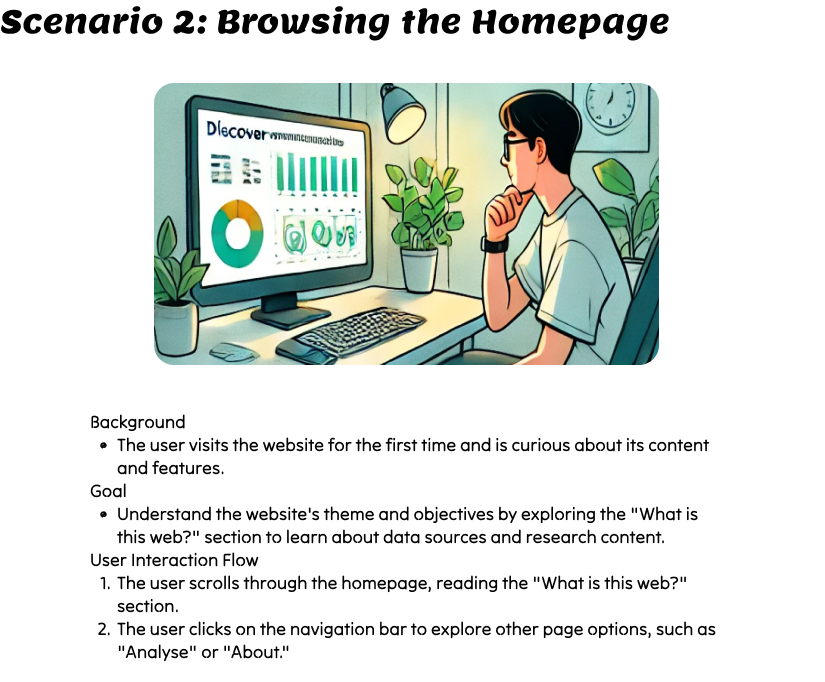 Scenario 2: Browsing the Homepage
Discover
Background
• The user visits the website for the first time and is curious about its content
and features.
Goal
• Understand the website's theme and objectives by exploring the "What is
this web?" section to learn about data sources and research content.
User Interaction Flow
1. The user scrolls through the homepage, reading the "What is this web?"
section.
2. The user clicks on the navigation bar to explore other page options, such as
"Analyse" or "About."